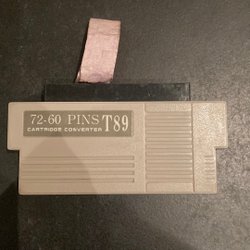 72-60 PINS T89
CARTRIDGE CONVERTER